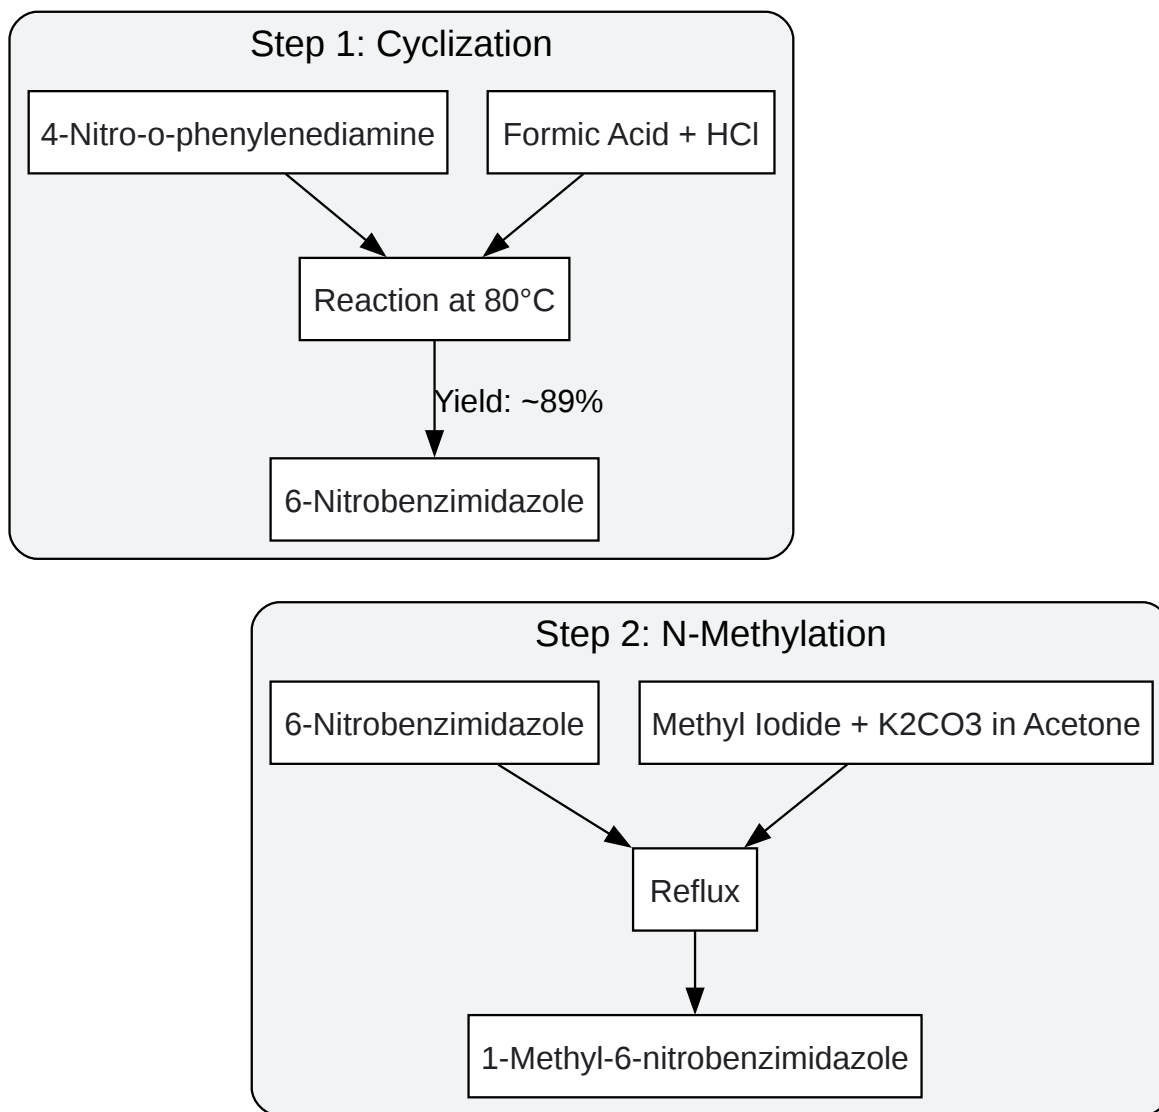 Step 1: Cyclization
4-Nitro-o-phenylenediamine
Formic Acid + HCl
Reaction at 80°C
Yield: ~89%
6-Nitrobenzimidazole
Step 2: N-Methylation
6-Nitrobenzimidazole
Methyl Iodide + K2CO3 in Acetone
Reflux
1-Methyl-6-nitrobenzimidazole